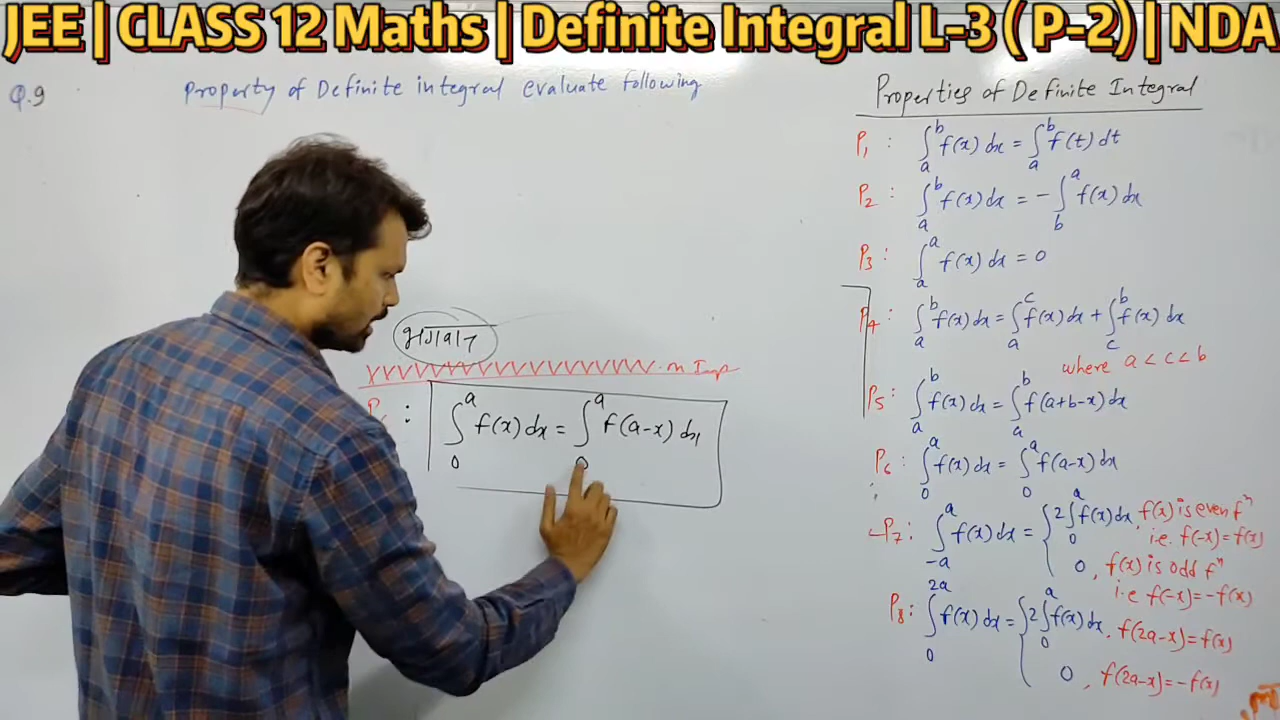 JEE | CLASS 12 Maths | Definite Integral L-3 ( P-2) | NDA
Q.9 Property of Definite integral evaluate following
m Imp
P₆ : ∫₀ᵃ f(x) dx = ∫₀ᵃ f(a-x) dx
Properties of Definite Integral
P₁ : ∫ₐᵇ f(x) dx = ∫ₐᵇ f(t) dt
P₂ : ∫ₐᵇ f(x) dx = - ∫_b^a f(x) dx
P₃ : ∫ₐᵃ f(x) dx = 0
P₄ : ∫ₐᵇ f(x) dx = ∫ₐᶜ f(x) dx + ∫_c^b f(x) dx
where a < c < b
P₅ : ∫ₐᵇ f(x) dx = ∫ₐᵇ f(a+b-x) dx
P₆ : ∫₀ᵃ f(x) dx = ∫₀ᵃ f(a-x) dx
P₇ : ∫₋ₐᵃ f(x) dx = { 2∫₀ᵃ f(x) dx, f(x) is even fⁿ
i.e. f(-x) = f(x)
0, f(x) is odd fⁿ
i.e f(-x) = -f(x)
P₈ : ∫₀²ᵃ f(x) dx = { 2∫₀ᵃ f(x) dx, f(2a-x) = f(x)
0, f(2a-x) = -f(x)